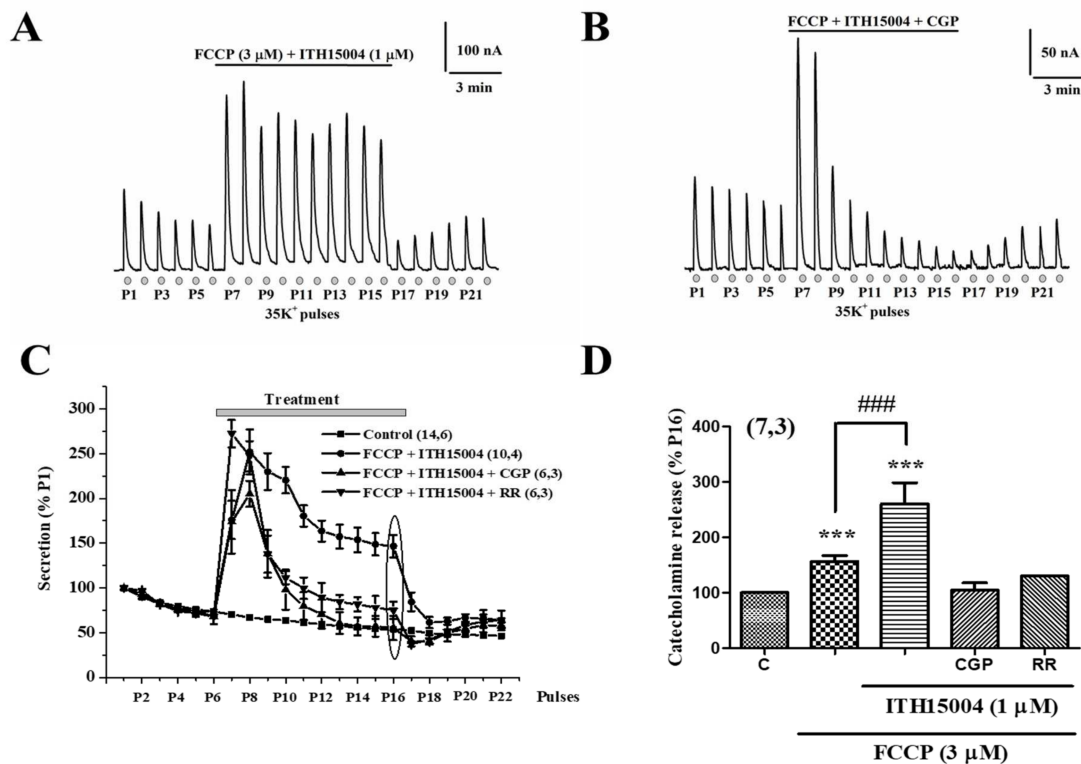 A
FCCP (3 μM) + ITH15004 (1 μM)
100 nA
3 min
P1 P3 P5 P7 P9 P11 P13 P15 P17 P19 P21
35K⁺ pulses
B
FCCP + ITH15004 + CGP
50 nA
3 min
P1 P3 P5 P7 P9 P11 P13 P15 P17 P19 P21
35K⁺ pulses
C
Treatment
Control (14,6)
FCCP + ITH15004 (10,4)
FCCP + ITH15004 + CGP (6,3)
FCCP + ITH15004 + RR (6,3)
Secretion (% P1)
300
250
200
150
100
50
0
P2 P4 P6 P8 P10 P12 P14 P16 P18 P20 P22 Pulses
D
(7,3)
###
***
***
Catecholamine release (% P16)
400
300
200
100
0
C CGP RR
ITH15004 (1 μM)
FCCP (3 μM)